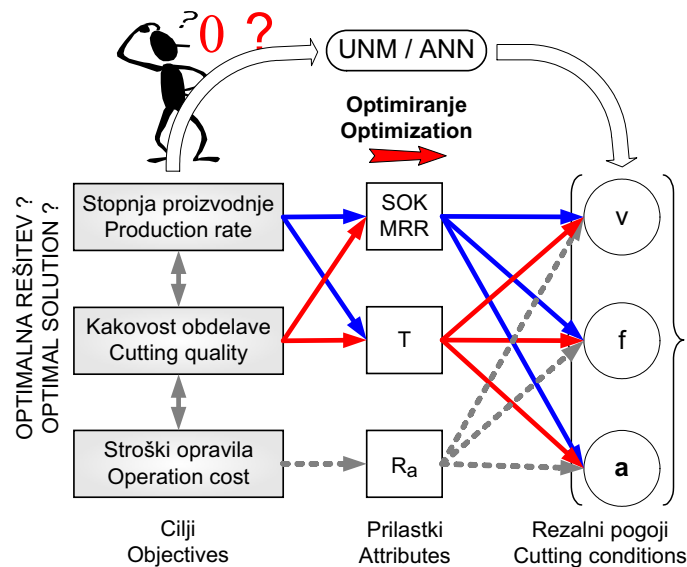 ? 0 ?
UNM / ANN
Optimiranje
Optimization
OPTIMALNA REŠITEV ?
OPTIMAL SOLUTION ?
Stopnja proizvodnje
Production rate
SOK
MRR
v
Kakovost obdelave
Cutting quality
T
f
Stroški opravila
Operation cost
Ra
a
Cilji
Objectives
Prilastki
Attributes
Rezalni pogoji
Cutting conditions